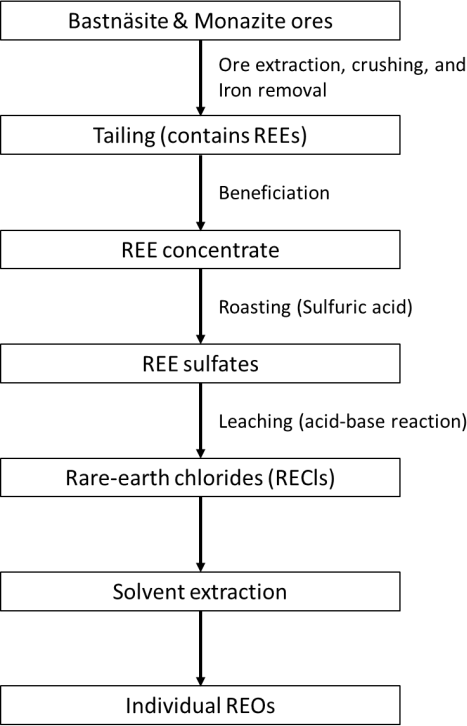 Bastnäsite & Monazite ores
Ore extraction, crushing, and
Iron removal
Tailing (contains REEs)
Beneficiation
REE concentrate
Roasting (Sulfuric acid)
REE sulfates
Leaching (acid-base reaction)
Rare-earth chlorides (RECls)
Solvent extraction
Individual REOs